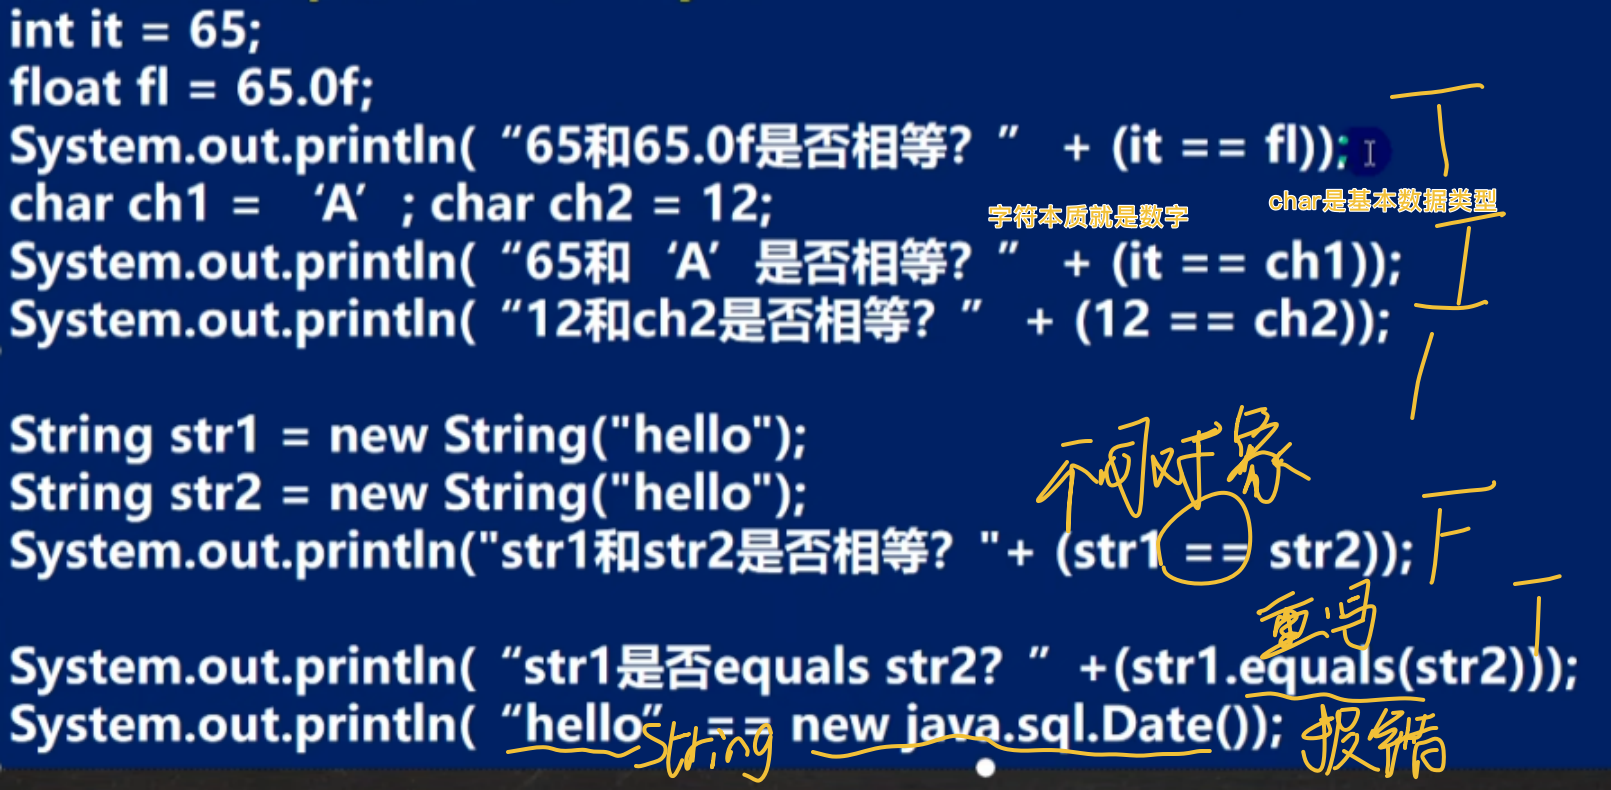 int it = 65;
float fl = 65.0f;
System.out.println( “65和65.0f是否相等？” + (it == fl));
T
char ch1 = ‘A’ ; char ch2 = 12;
字符本质就是数字
char是基本数据类型
System.out.println( “65和 ‘A’ 是否相等？” + (it == ch1));
T
System.out.println( “12和ch2是否相等？” + (12 == ch2));
T
String str1 = new String("hello");
String str2 = new String("hello");
不同对象
System.out.println("str1和str2是否相等？"+ (str1 == str2));
F
重写
T
System.out.println( “str1是否equals str2？” +(str1.equals(str2)));
System.out.println( “hello” == new java.sql.Date());
String
报错